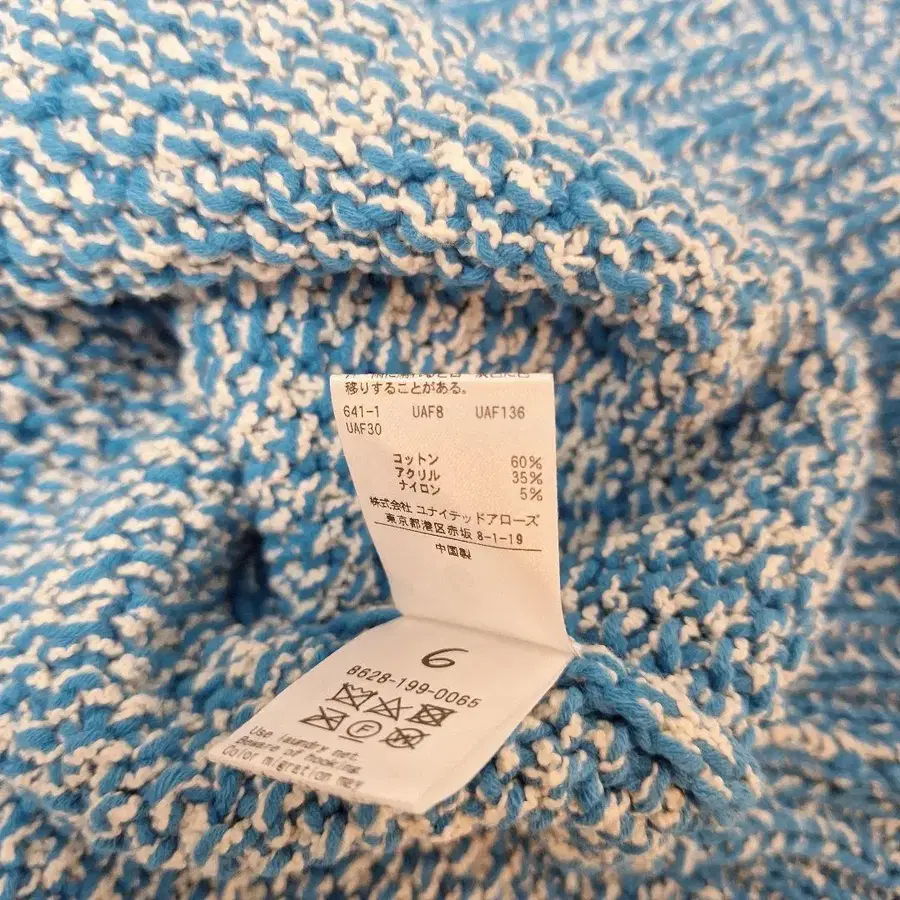 移りすることがある。
641-1 UAF8 UAF136
UAF30
コットン 60%
アクリル 35%
ナイロン 5%
株式会社 ユナイテッドアローズ
東京都港区赤坂 8-1-19
中国製
6
8628-199-0065
F
Use laundry net.
Beware of hooking.
Color migration may